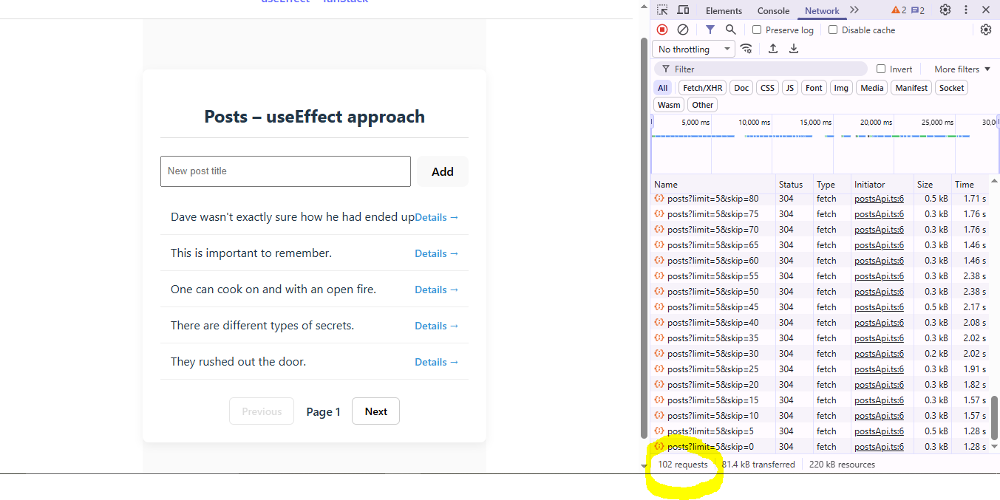 useEffect – TanStack
Posts – useEffect approach
New post title
Add
Dave wasn't exactly sure how he had ended up Details →
This is important to remember. Details →
One can cook on and with an open fire. Details →
There are different types of secrets. Details →
They rushed out the door. Details →
Previous Page 1 Next
Elements Console Network 2 2
Preserve log Disable cache
No throttling
Filter Invert More filters
All Fetch/XHR Doc CSS JS Font Img Media Manifest Socket
Wasm Other
5,000 ms 10,000 ms 15,000 ms 20,000 ms 25,000 ms 30,0
Name Status Type Initiator Size Time
posts?limit=5&skip=80 304 fetch postsApi.ts:6 0.5 kB 1.71 s
posts?limit=5&skip=75 304 fetch postsApi.ts:6 0.3 kB 1.76 s
posts?limit=5&skip=70 304 fetch postsApi.ts:6 0.3 kB 1.76 s
posts?limit=5&skip=65 304 fetch postsApi.ts:6 0.3 kB 1.46 s
posts?limit=5&skip=60 304 fetch postsApi.ts:6 0.3 kB 1.46 s
posts?limit=5&skip=55 304 fetch postsApi.ts:6 0.3 kB 2.38 s
posts?limit=5&skip=50 304 fetch postsApi.ts:6 0.3 kB 2.38 s
posts?limit=5&skip=45 304 fetch postsApi.ts:6 0.5 kB 2.17 s
posts?limit=5&skip=40 304 fetch postsApi.ts:6 0.3 kB 2.08 s
posts?limit=5&skip=35 304 fetch postsApi.ts:6 0.3 kB 2.02 s
posts?limit=5&skip=30 304 fetch postsApi.ts:6 0.2 kB 2.02 s
posts?limit=5&skip=25 304 fetch postsApi.ts:6 0.3 kB 1.91 s
posts?limit=5&skip=20 304 fetch postsApi.ts:6 0.3 kB 1.82 s
posts?limit=5&skip=15 304 fetch postsApi.ts:6 0.3 kB 1.57 s
posts?limit=5&skip=10 304 fetch postsApi.ts:6 0.3 kB 1.57 s
posts?limit=5&skip=5 304 fetch postsApi.ts:6 0.5 kB 1.28 s
posts?limit=5&skip=0 304 fetch postsApi.ts:6 0.3 kB 1.28 s
102 requests 81.4 kB transferred 220 kB resources